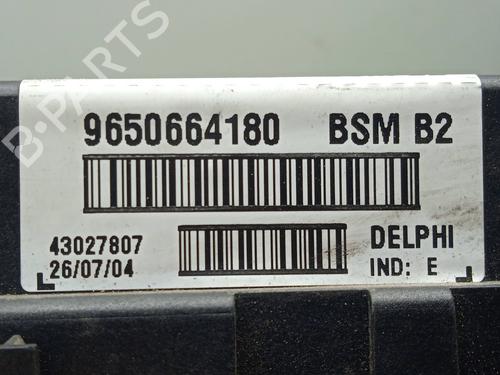 B-PARTS
9650664180 BSM B2
43027807 DELPHI
26/07/04 IND: E